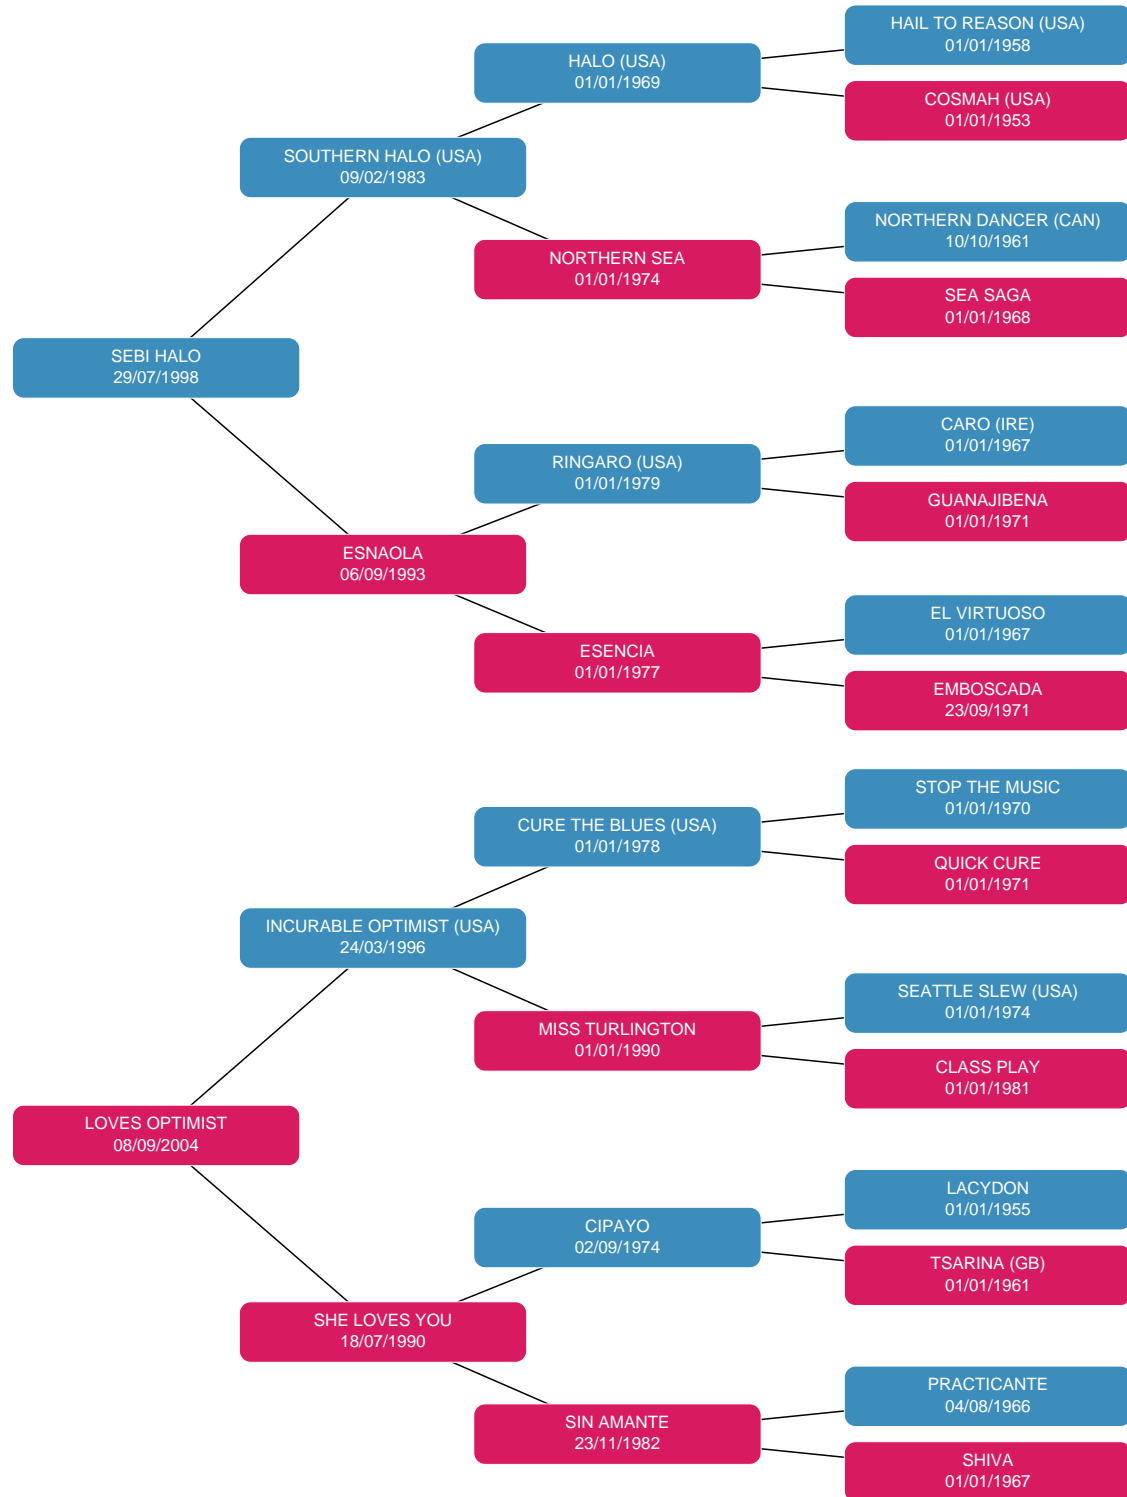 HAIL TO REASON (USA)
01/01/1958
HALO (USA)
01/01/1969
COSMAH (USA)
01/01/1953
SOUTHERN HALO (USA)
09/02/1983
NORTHERN DANCER (CAN)
10/10/1961
NORTHERN SEA
01/01/1974
SEA SAGA
01/01/1968
SEBI HALO
29/07/1998
CARO (IRE)
01/01/1967
RINGARO (USA)
01/01/1979
GUANAJIBENA
01/01/1971
ESNAOLA
06/09/1993
EL VIRTUOSO
01/01/1967
ESENCIA
01/01/1977
EMBOSCADA
23/09/1971
STOP THE MUSIC
01/01/1970
CURE THE BLUES (USA)
01/01/1978
QUICK CURE
01/01/1971
INCURABLE OPTIMIST (USA)
24/03/1996
SEATTLE SLEW (USA)
01/01/1974
MISS TURLINGTON
01/01/1990
CLASS PLAY
01/01/1981
LOVES OPTIMIST
08/09/2004
LACYDON
01/01/1955
CIPAYO
02/09/1974
TSARINA (GB)
01/01/1961
SHE LOVES YOU
18/07/1990
PRACTICANTE
04/08/1966
SIN AMANTE
23/11/1982
SHIVA
01/01/1967